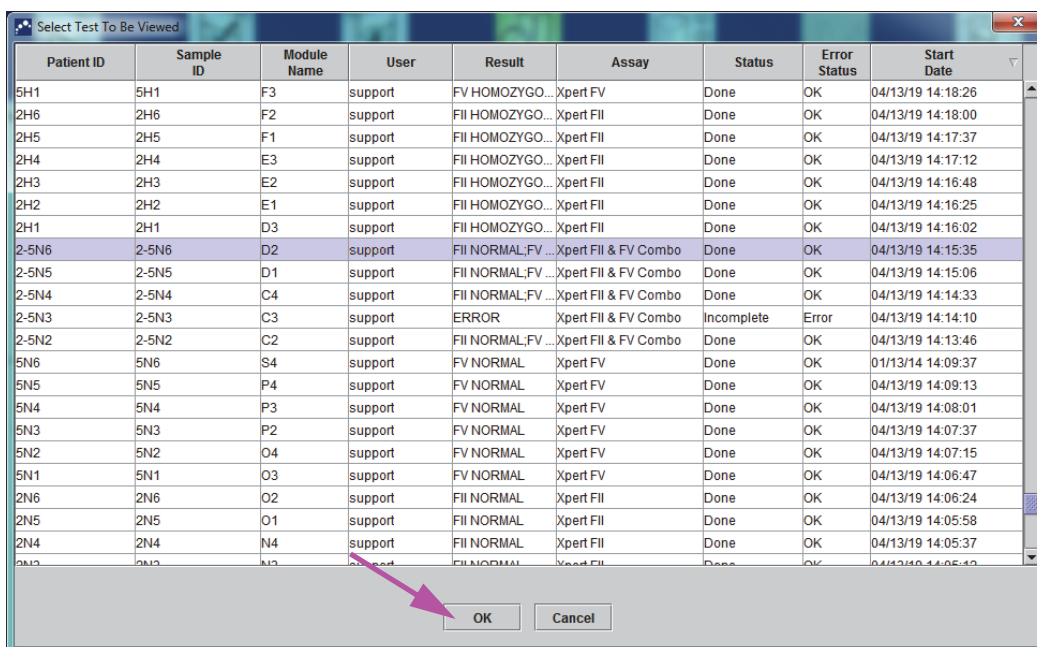 Select Test To Be Viewed
Patient ID Sample ID Module Name User Result Assay Status Error Status Start Date
5H1 5H1 F3 support FV HOMOZYGO... Xpert FV Done OK 04/13/19 14:18:26
2H6 2H6 F2 support FII HOMOZYGO... Xpert FII Done OK 04/13/19 14:18:00
2H5 2H5 F1 support FII HOMOZYGO... Xpert FII Done OK 04/13/19 14:17:37
2H4 2H4 E3 support FII HOMOZYGO... Xpert FII Done OK 04/13/19 14:17:12
2H3 2H3 E2 support FII HOMOZYGO... Xpert FII Done OK 04/13/19 14:16:48
2H2 2H2 E1 support FII HOMOZYGO... Xpert FII Done OK 04/13/19 14:16:25
2H1 2H1 D3 support FII HOMOZYGO... Xpert FII Done OK 04/13/19 14:16:02
2-5N6 2-5N6 D2 support FII NORMAL;FV ... Xpert FII & FV Combo Done OK 04/13/19 14:15:35
2-5N5 2-5N5 D1 support FII NORMAL;FV ... Xpert FII & FV Combo Done OK 04/13/19 14:15:06
2-5N4 2-5N4 C4 support FII NORMAL;FV ... Xpert FII & FV Combo Done OK 04/13/19 14:14:33
2-5N3 2-5N3 C3 support ERROR Xpert FII & FV Combo Incomplete Error 04/13/19 14:14:10
2-5N2 2-5N2 C2 support FII NORMAL;FV ... Xpert FII & FV Combo Done OK 04/13/19 14:13:46
5N6 5N6 S4 support FV NORMAL Xpert FV Done OK 01/13/14 14:09:37
5N5 5N5 P4 support FV NORMAL Xpert FV Done OK 04/13/19 14:09:13
5N4 5N4 P3 support FV NORMAL Xpert FV Done OK 04/13/19 14:08:01
5N3 5N3 P2 support FV NORMAL Xpert FV Done OK 04/13/19 14:07:37
5N2 5N2 O4 support FV NORMAL Xpert FV Done OK 04/13/19 14:07:15
5N1 5N1 O3 support FV NORMAL Xpert FV Done OK 04/13/19 14:06:47
2N6 2N6 O2 support FII NORMAL Xpert FII Done OK 04/13/19 14:06:24
2N5 2N5 O1 support FII NORMAL Xpert FII Done OK 04/13/19 14:05:58
2N4 2N4 N4 support FII NORMAL Xpert FII Done OK 04/13/19 14:05:37
OK Cancel